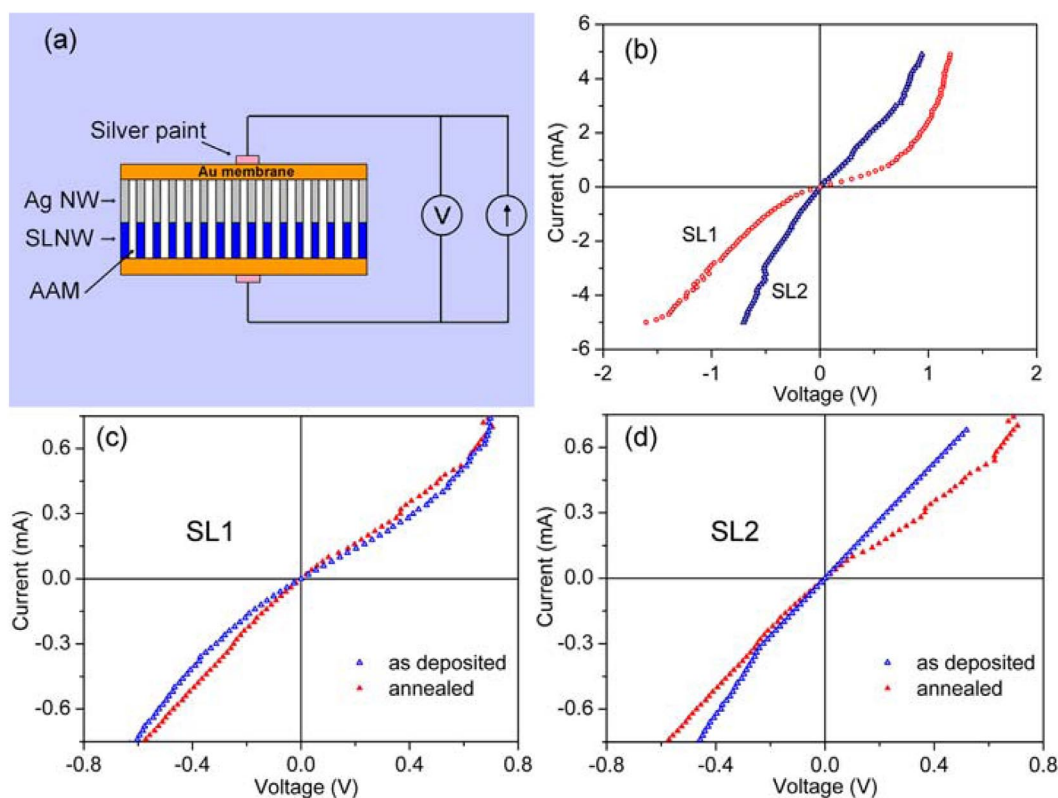 (a)
Silver paint
Au membrane
Ag NW
SLNW
AAM
V
(b)
Current (mA)
6
4
2
0
-2
-4
-6
SL1
SL2
-2 -1 0 1 2
Voltage (V)
(c)
SL1
Current (mA)
0.6
0.3
0.0
-0.3
-0.6
as deposited
annealed
-0.8 -0.4 0.0 0.4 0.8
Voltage (V)
(d)
SL2
Current (mA)
0.6
0.3
0.0
-0.3
-0.6
as deposited
annealed
-0.8 -0.4 0.0 0.4 0.8
Voltage (V)